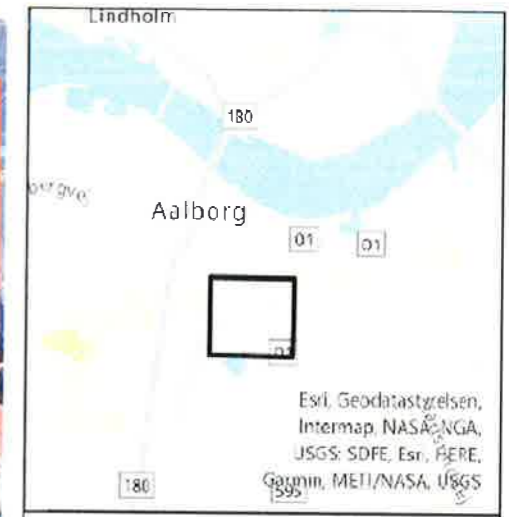 Lindholm
180
Aalborg
01
01
01
Esri, Geodatastyrelsen,
Intermap, NASA, NGA,
USGS; SDFE, Esri, HERE,
Garmin, METI/NASA, USGS
180
595